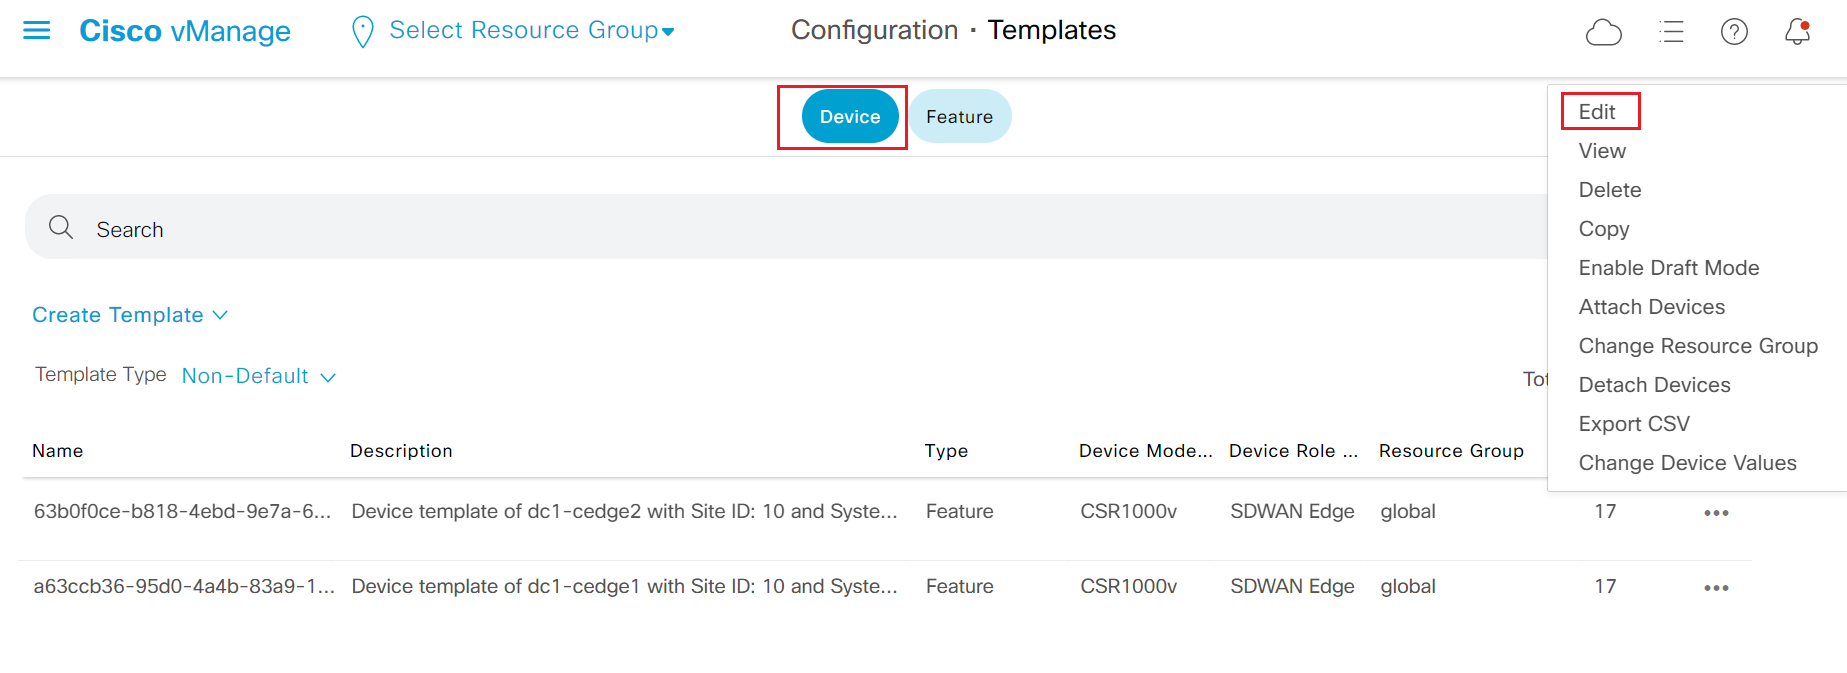 Cisco vManage
Select Resource Group
Configuration · Templates
Device
Feature
Edit
View
Delete
Copy
Enable Draft Mode
Attach Devices
Change Resource Group
Detach Devices
Export CSV
Change Device Values
Search
Create Template
Template Type Non-Default
Tot
Name Description Type Device Mode... Device Role ... Resource Group
63b0f0ce-b818-4ebd-9e7a-6... Device template of dc1-cedge2 with Site ID: 10 and Syste... Feature CSR1000v SDWAN Edge global 17
a63ccb36-95d0-4a4b-83a9-1... Device template of dc1-cedge1 with Site ID: 10 and Syste... Feature CSR1000v SDWAN Edge global 17